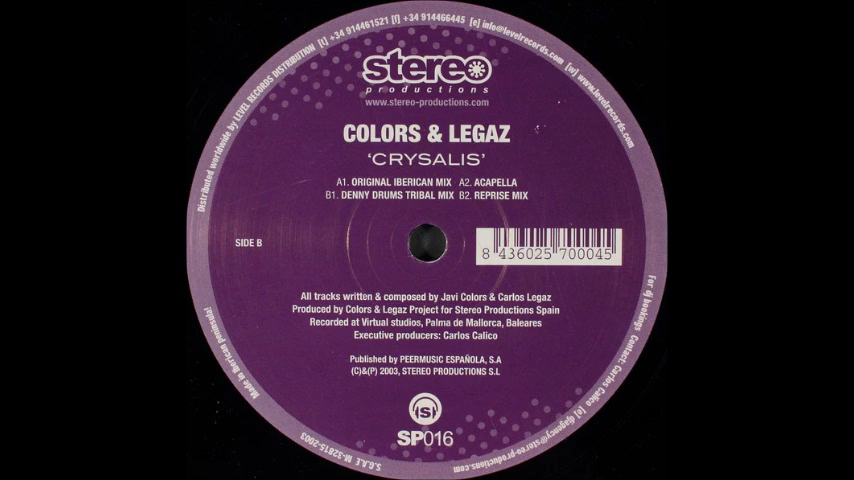 Distributed worldwide by LEVEL RECORDS DISTRIBUTION [t] +34 914461521 [f] +34 914466445 [e] info@levelrecords.com [w] www.levelrecords.com
stereo
productions
www.stereo-productions.com
COLORS & LEGAZ
‘CRYSALIS’
A1. ORIGINAL IBERICAN MIX A2. ACAPELLA
B1. DENNY DRUMS TRIBAL MIX B2. REPRISE MIX
SIDE B
8 436025 700045
All tracks written & composed by Javi Colors & Carlos Legaz
Produced by Colors & Legaz Project for Stereo Productions Spain
Recorded at Virtual studios, Palma de Mallorca, Baleares
Executive producers: Carlos Calico
Published by PEERMUSIC ESPAÑOLA, S.A
(C)&(P) 2003, STEREO PRODUCTIONS S.L
S
SP016
Made in Iberican peninsula!
S.G.A.E M-32815-2003
For dj bookings Contact: Carlos Calico [e] djagency@stereo-productions.com